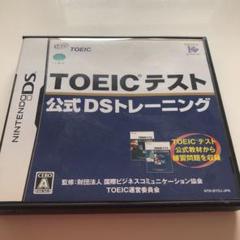 TOEIC
NINTENDO DS
TOEIC®テスト
公式DSトレーニング
TOEIC テスト
公式教材から
練習問題を収録
CERO
A
監修：財団法人 国際ビジネスコミュニケーション協会
TOEIC運営委員会